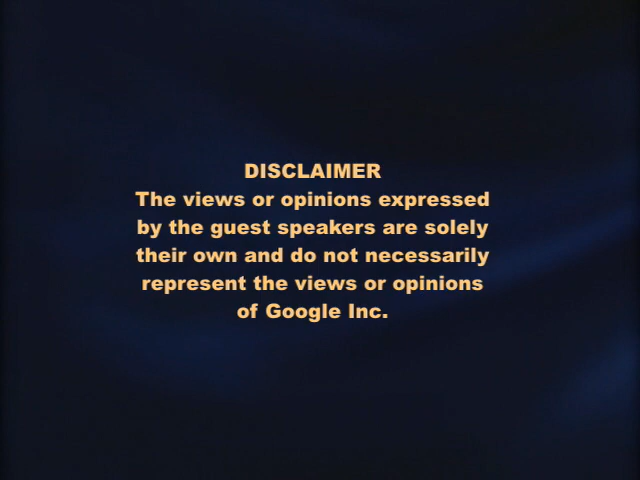 DISCLAIMER
The views or opinions expressed
by the guest speakers are solely
their own and do not necessarily
represent the views or opinions
of Google Inc.